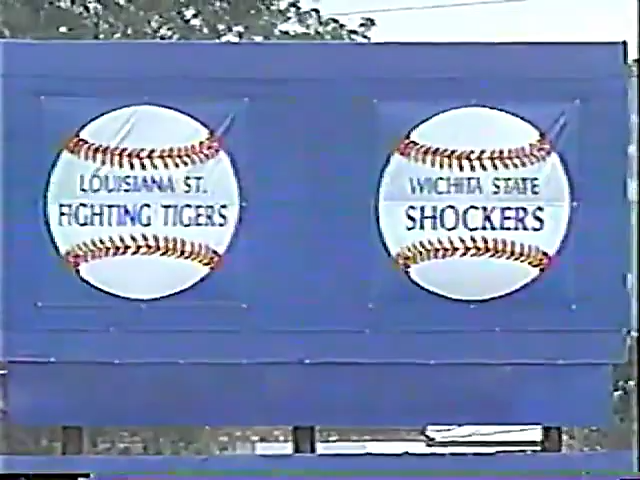 LOUISIANA ST.
FIGHTING TIGERS
WICHITA STATE
SHOCKERS